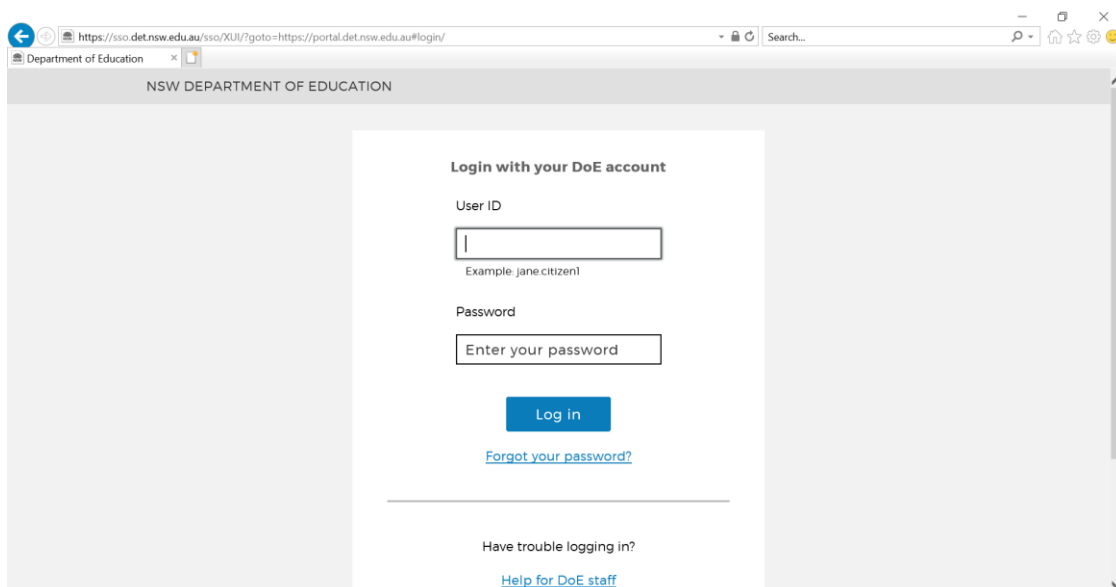 https://sso.det.nsw.edu.au/sso/XUI/?goto=https://portal.det.nsw.edu.au#login/
Search...
Department of Education
NSW DEPARTMENT OF EDUCATION
Login with your DoE account
User ID
Example: jane.citizen1
Password
Enter your password
Log in
Forgot your password?
Have trouble logging in?
Help for DoE staff